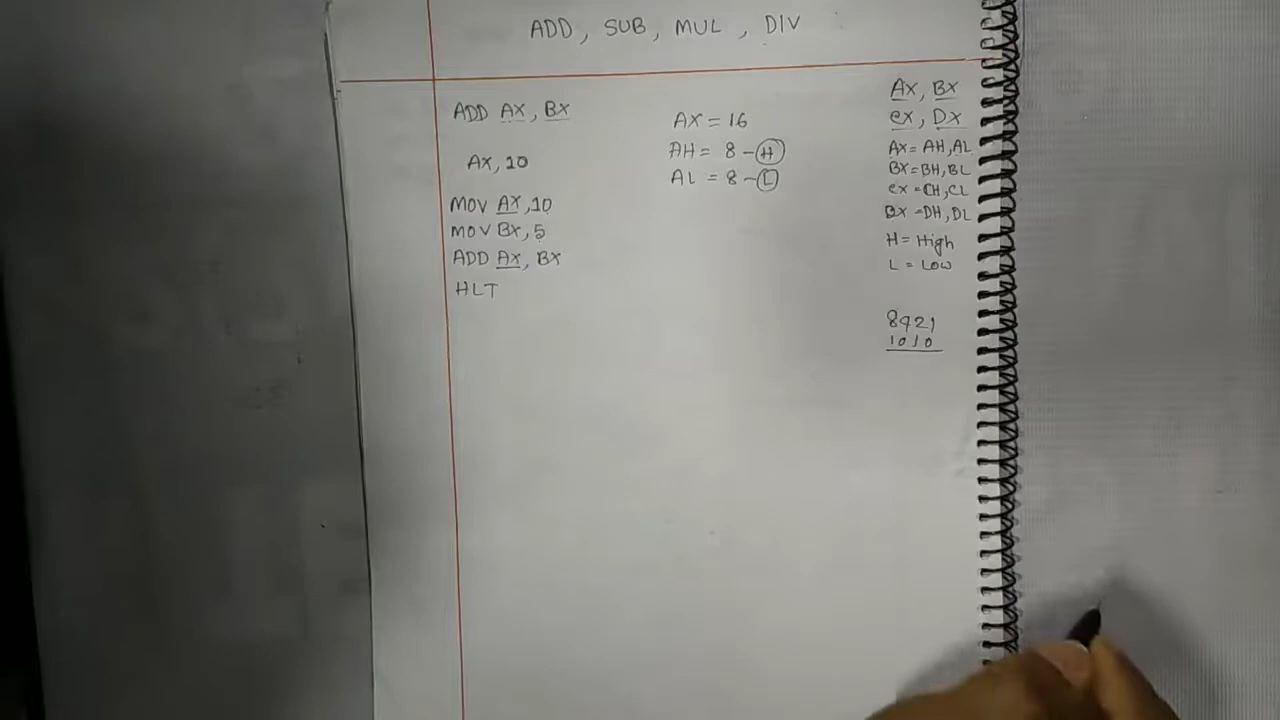 ADD, SUB, MUL, DIV
ADD AX, BX
AX, 10
MOV AX, 10
MOV BX, 5
ADD AX, BX
HLT
AX = 16
AH = 8 - H
AL = 8 - L
AX, BX
CX, DX
AX = AH, AL
BX = BH, BL
CX = CH, CL
DX = DH, DL
H = High
L = Low
8421
1010